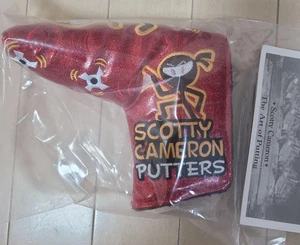 SCOTTY
CAMERON
PUTTERS
• Scotty Cameron •
The Art of Putting